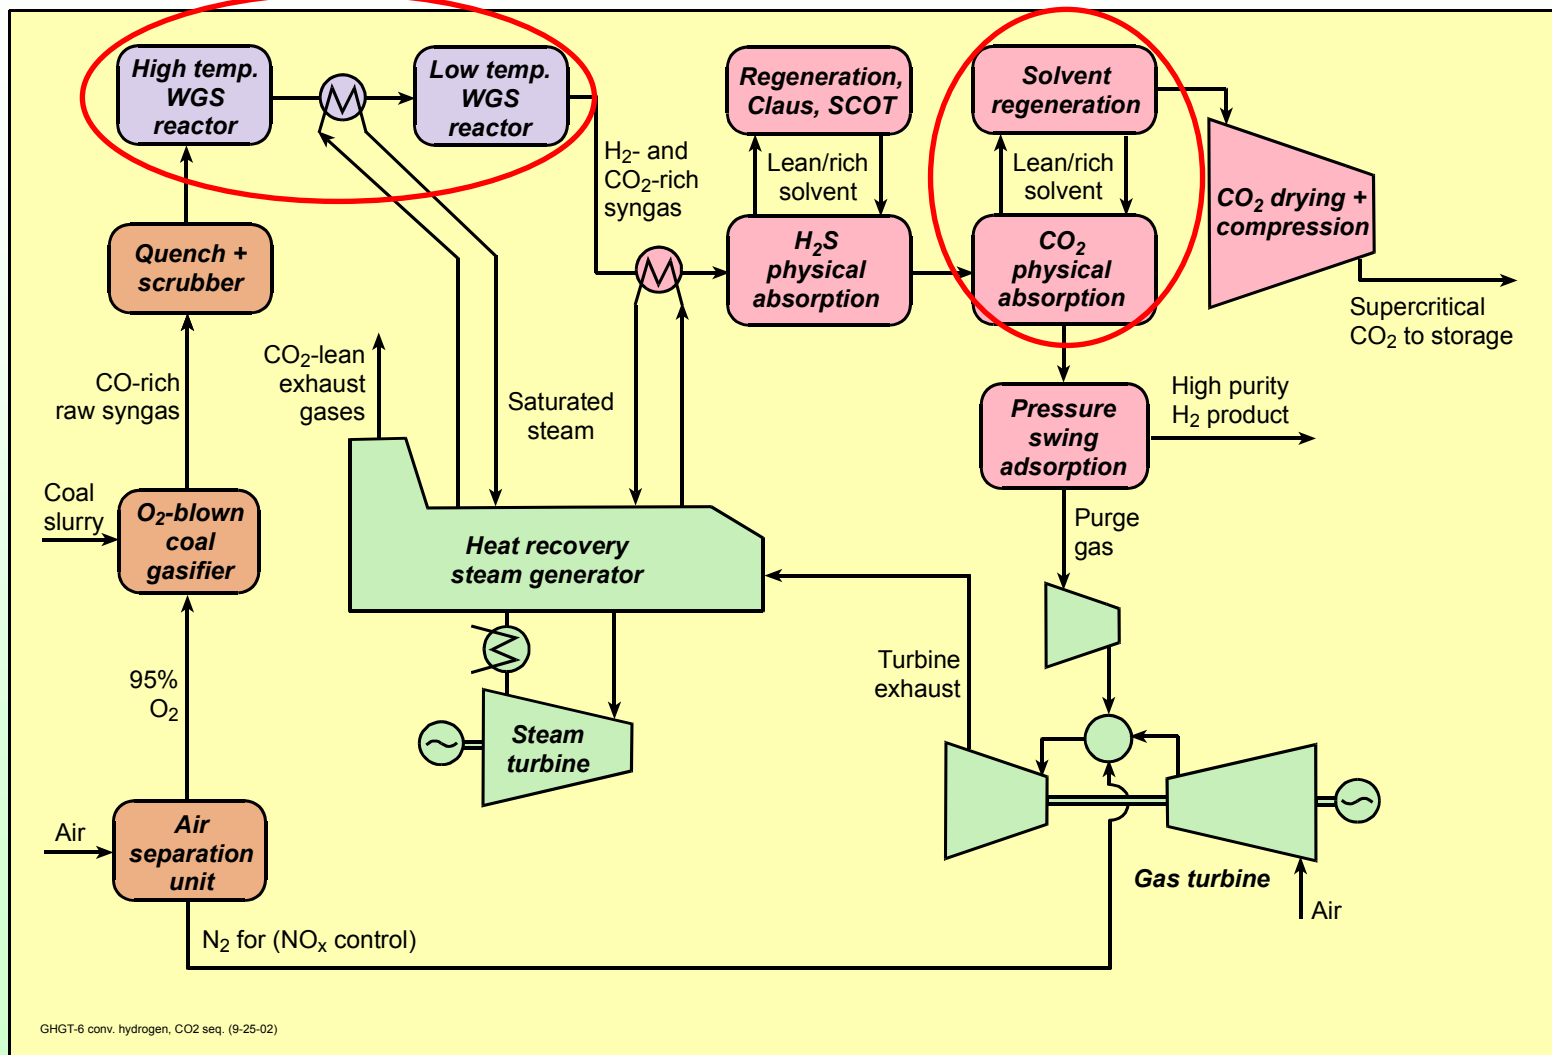 High temp.
WGS
reactor
Low temp.
WGS
reactor
Regeneration,
Claus, SCOT
Solvent
regeneration
H₂- and
CO₂-rich
syngas
Lean/rich
solvent
Lean/rich
solvent
CO₂ drying +
compression
Quench +
scrubber
H₂S
physical
absorption
CO₂
physical
absorption
Supercritical
CO₂ to storage
CO-rich
raw syngas
CO₂-lean
exhaust
gases
Saturated
steam
Pressure
swing
adsorption
High purity
H₂ product
Coal
slurry
O₂-blown
coal
gasifier
Heat recovery
steam generator
Purge
gas
95%
O₂
Steam
turbine
Turbine
exhaust
Air
Air
separation
unit
Gas turbine
Air
N₂ for (NOₓ control)
GHGT-6 conv. hydrogen, CO2 seq. (9-25-02)